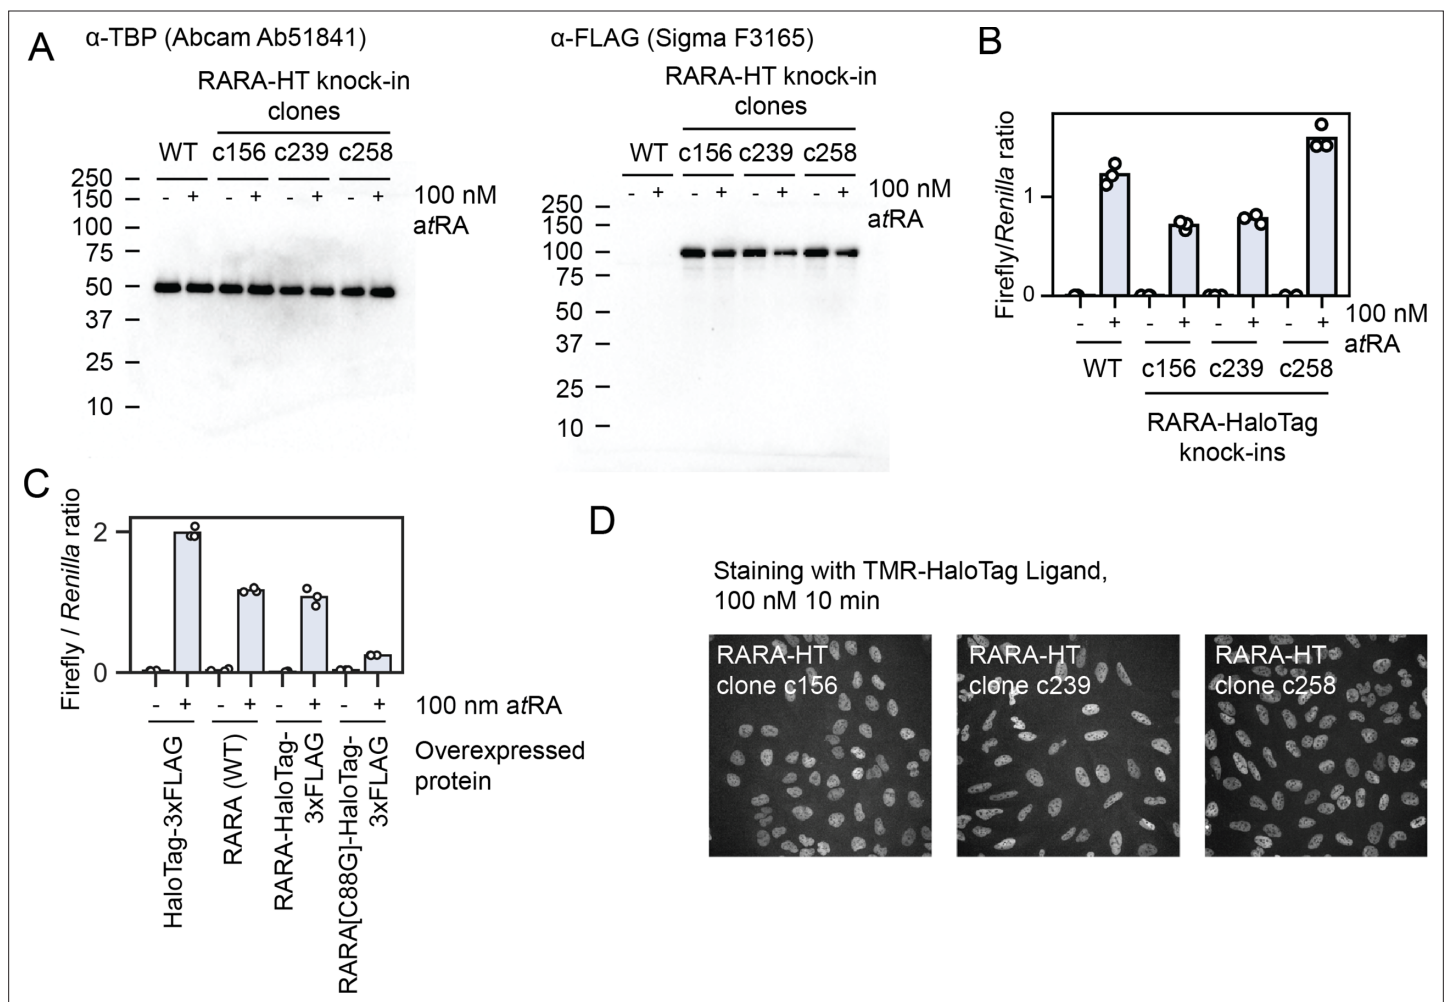 A
α-TBP (Abcam Ab51841)
RARA-HT knock-in
clones
WT c156 c239 c258
- + - + - + - +
100 nM
atRA
250
150
100
75
50
37
25
10
α-FLAG (Sigma F3165)
RARA-HT knock-in
clones
WT c156 c239 c258
- + - + - + - +
100 nM
atRA
250
150
100
75
50
37
25
10
B
Firefly/Renilla ratio
1
0
- + - + - + - +
100 nM
atRA
WT c156 c239 c258
RARA-HaloTag
knock-ins
C
Firefly / Renilla ratio
2
0
- + - + - + - +
100 nm atRA
HaloTag-3xFLAG
RARA (WT)
RARA-HaloTag-
3xFLAG
RARA[C88G]-HaloTag-
3xFLAG
Overexpressed
protein
D
Staining with TMR-HaloTag Ligand,
100 nM 10 min
RARA-HT
clone c156
RARA-HT
clone c239
RARA-HT
clone c258